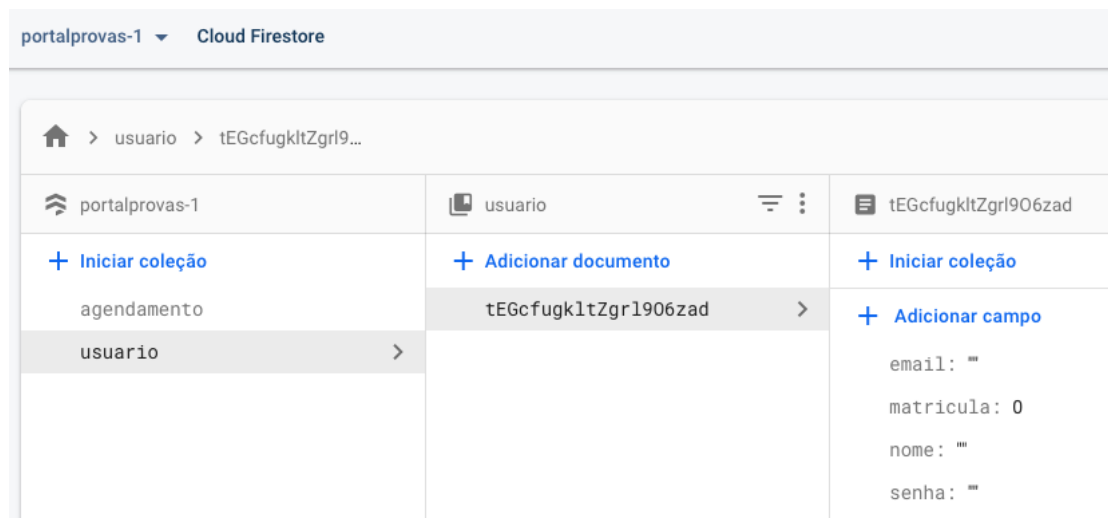 portalprovas-1 Cloud Firestore
usuario tEGcfugkltZgrl9...
portalprovas-1 usuario tEGcfugkltZgrl9O6zad
Iniciar coleção Adicionar documento Iniciar coleção
agendamento tEGcfugkltZgrl9O6zad Adicionar campo
usuario
email: ""
matricula: 0
nome: ""
senha: ""